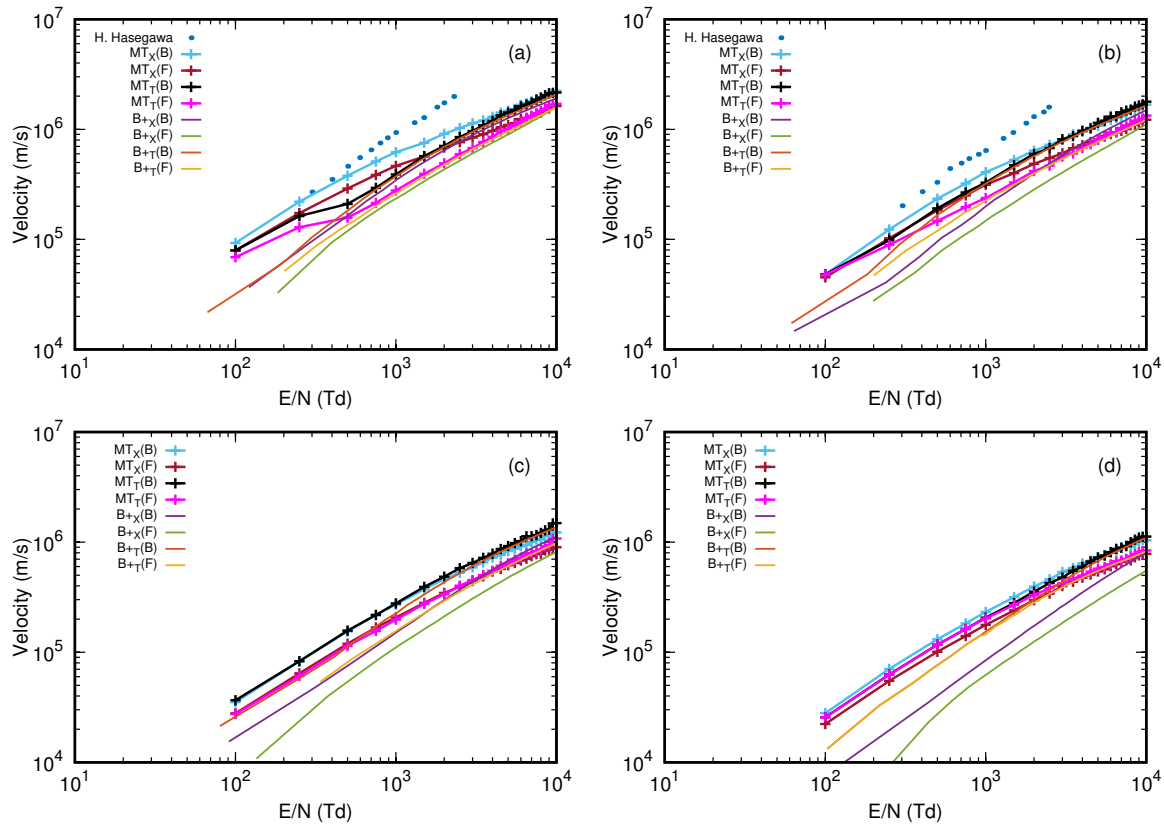 (a)
H. Hasegawa
MT_X(B)
MT_X(F)
MT_T(B)
MT_T(F)
B+_X(B)
B+_X(F)
B+_T(B)
B+_T(F)
Velocity (m/s)
10^7
10^6
10^5
10^4
10^1 10^2 10^3 10^4
E/N (Td)
(b)
H. Hasegawa
MT_X(B)
MT_X(F)
MT_T(B)
MT_T(F)
B+_X(B)
B+_X(F)
B+_T(B)
B+_T(F)
Velocity (m/s)
10^7
10^6
10^5
10^4
10^1 10^2 10^3 10^4
E/N (Td)
(c)
MT_X(B)
MT_X(F)
MT_T(B)
MT_T(F)
B+_X(B)
B+_X(F)
B+_T(B)
B+_T(F)
Velocity (m/s)
10^7
10^6
10^5
10^4
10^1 10^2 10^3 10^4
E/N (Td)
(d)
MT_X(B)
MT_X(F)
MT_T(B)
MT_T(F)
B+_X(B)
B+_X(F)
B+_T(B)
B+_T(F)
Velocity (m/s)
10^7
10^6
10^5
10^4
10^1 10^2 10^3 10^4
E/N (Td)